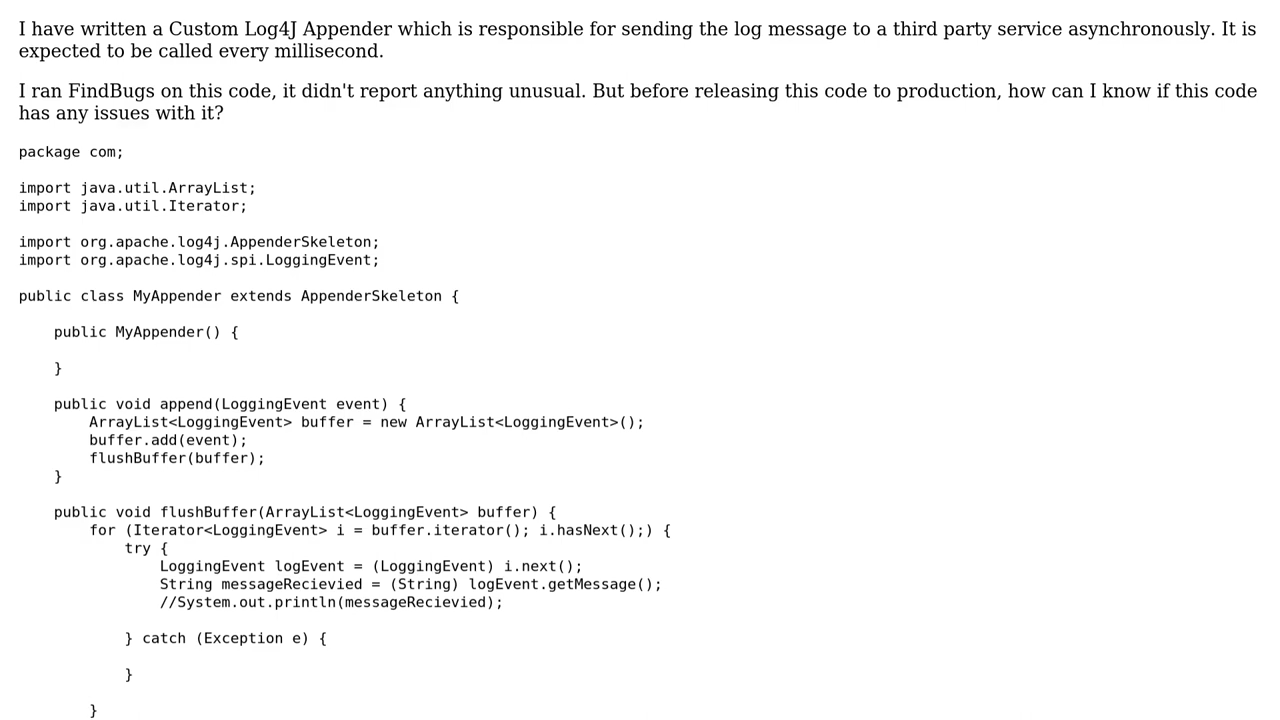 I have written a Custom Log4J Appender which is responsible for sending the log message to a third party service asynchronously. It is
expected to be called every millisecond.
I ran FindBugs on this code, it didn't report anything unusual. But before releasing this code to production, how can I know if this code
has any issues with it?
package com;
import java.util.ArrayList;
import java.util.Iterator;
import org.apache.log4j.AppenderSkeleton;
import org.apache.log4j.spi.LoggingEvent;
public class MyAppender extends AppenderSkeleton {
    public MyAppender() {
    }
    public void append(LoggingEvent event) {
        ArrayList<LoggingEvent> buffer = new ArrayList<LoggingEvent>();
        buffer.add(event);
        flushBuffer(buffer);
    }
    public void flushBuffer(ArrayList<LoggingEvent> buffer) {
        for (Iterator<LoggingEvent> i = buffer.iterator(); i.hasNext();) {
            try {
                LoggingEvent logEvent = (LoggingEvent) i.next();
                String messageRecievied = (String) logEvent.getMessage();
                //System.out.println(messageRecievied);
            } catch (Exception e) {
            }
        }